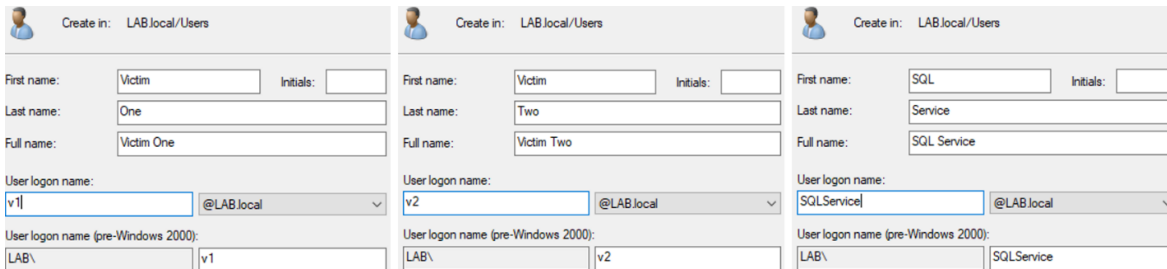 Create in: LAB.local/Users
First name: Victim Initials:
Last name: One
Full name: Victim One
User logon name:
v1 @LAB.local
User logon name (pre-Windows 2000):
LAB\ v1
Create in: LAB.local/Users
First name: Victim Initials:
Last name: Two
Full name: Victim Two
User logon name:
v2 @LAB.local
User logon name (pre-Windows 2000):
LAB\ v2
Create in: LAB.local/Users
First name: SQL Initials:
Last name: Service
Full name: SQL Service
User logon name:
SQLService @LAB.local
User logon name (pre-Windows 2000):
LAB\ SQLService